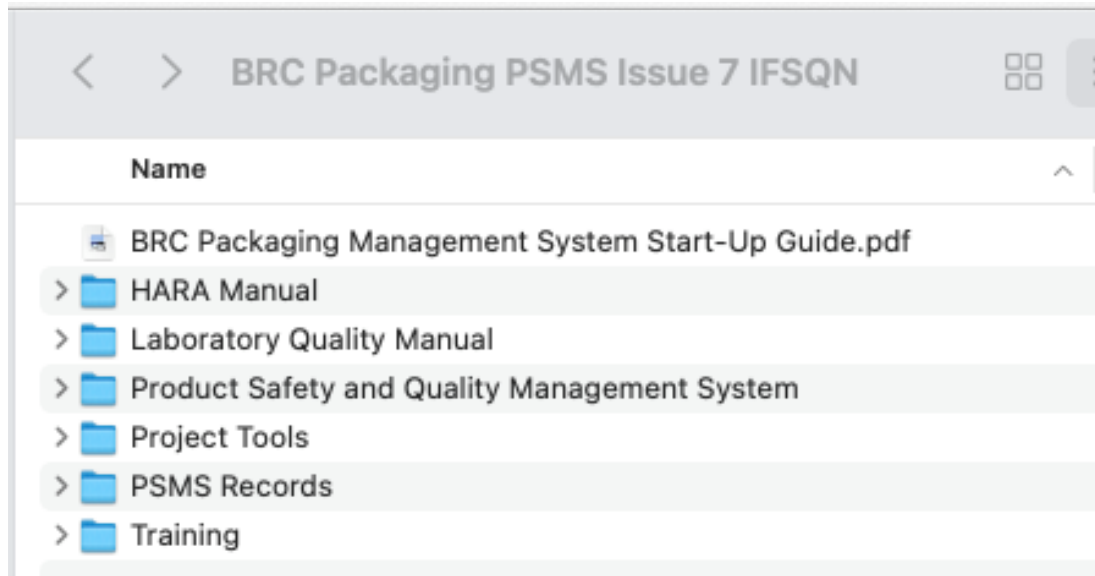 BRC Packaging PSMS Issue 7 IFSQN
Name
BRC Packaging Management System Start-Up Guide.pdf
HARA Manual
Laboratory Quality Manual
Product Safety and Quality Management System
Project Tools
PSMS Records
Training